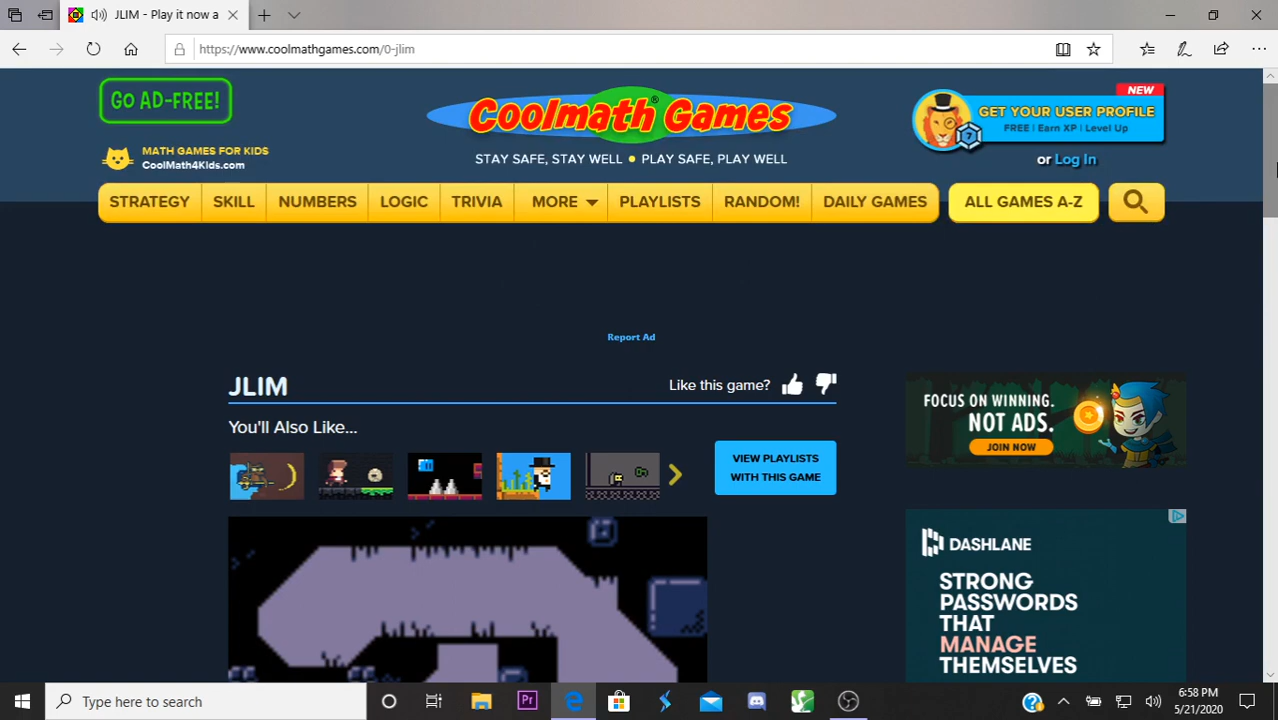 JLIM - Play it now a
https://www.coolmathgames.com/0-jlim
GO AD-FREE!
MATH GAMES FOR KIDS
CoolMath4Kids.com
Coolmath Games
STAY SAFE, STAY WELL • PLAY SAFE, PLAY WELL
NEW
GET YOUR USER PROFILE
FREE | Earn XP | Level Up
7
or Log In
STRATEGY SKILL NUMBERS LOGIC TRIVIA MORE PLAYLISTS RANDOM! DAILY GAMES ALL GAMES A-Z
Report Ad
JLIM
Like this game?
You'll Also Like...
VIEW PLAYLISTS
WITH THIS GAME
FOCUS ON WINNING.
NOT ADS.
JOIN NOW
DASHLANE
STRONG
PASSWORDS
THAT
MANAGE
THEMSELVES
Type here to search
Pr
6:58 PM
5/21/2020